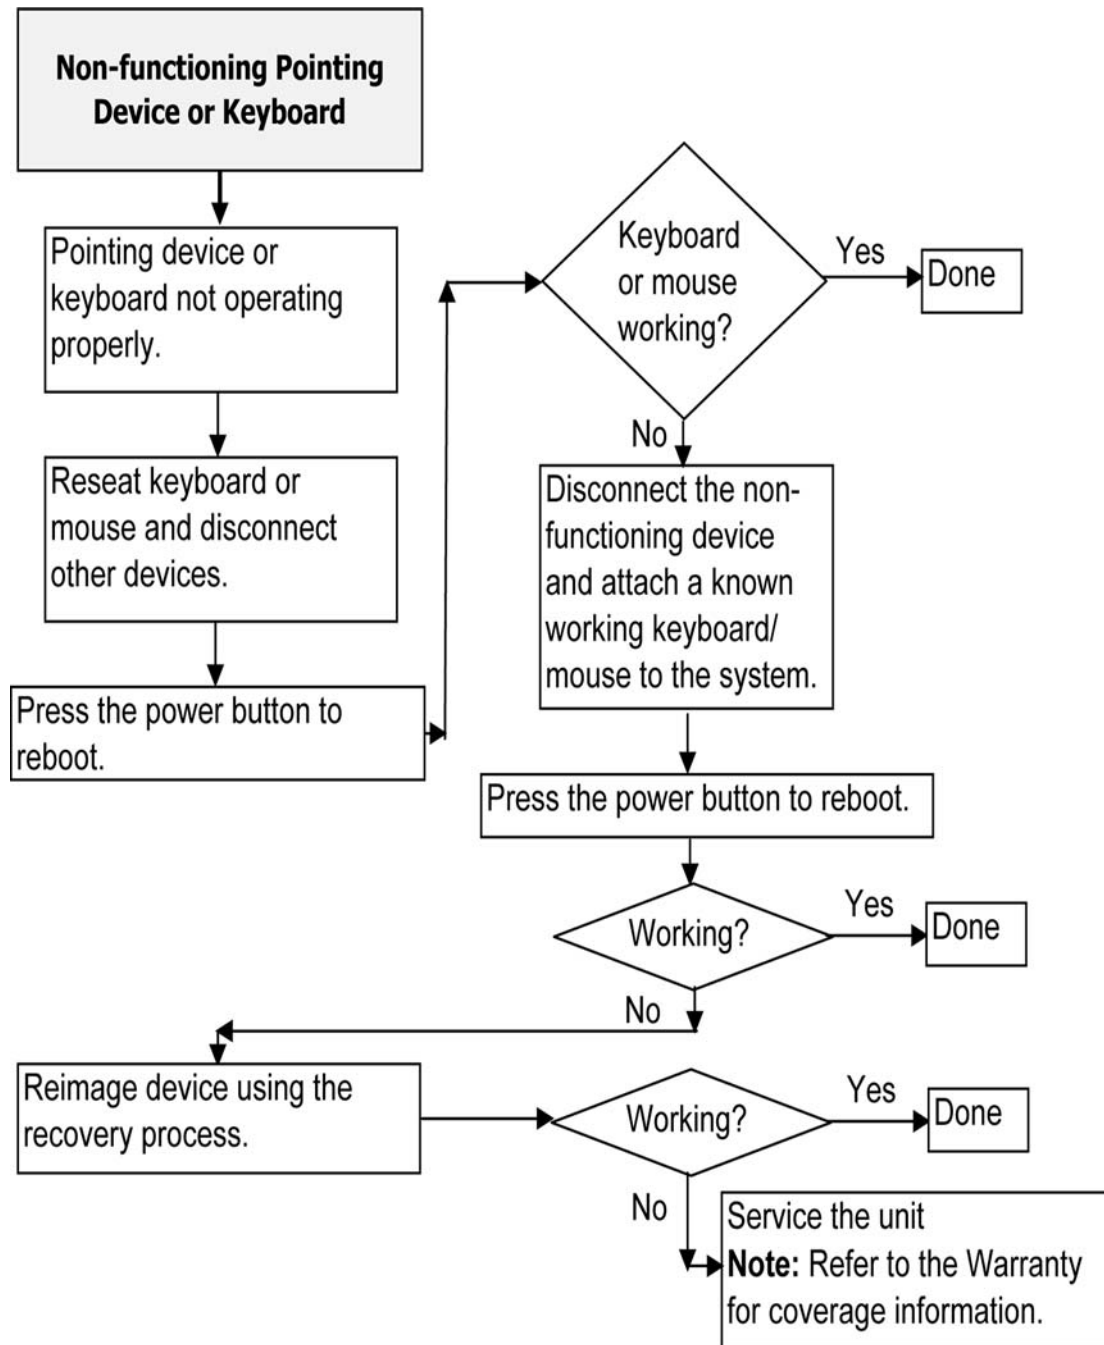 Non-functioning Pointing
Device or Keyboard
Pointing device or
keyboard not operating
properly.
Reseat keyboard or
mouse and disconnect
other devices.
Press the power button to
reboot.
Keyboard
or mouse
working?
Yes
Done
No
Disconnect the non-
functioning device
and attach a known
working keyboard/
mouse to the system.
Press the power button to reboot.
Working?
Yes
Done
No
Reimage device using the
recovery process.
Working?
Yes
Done
No
Service the unit
Note: Refer to the Warranty
for coverage information.